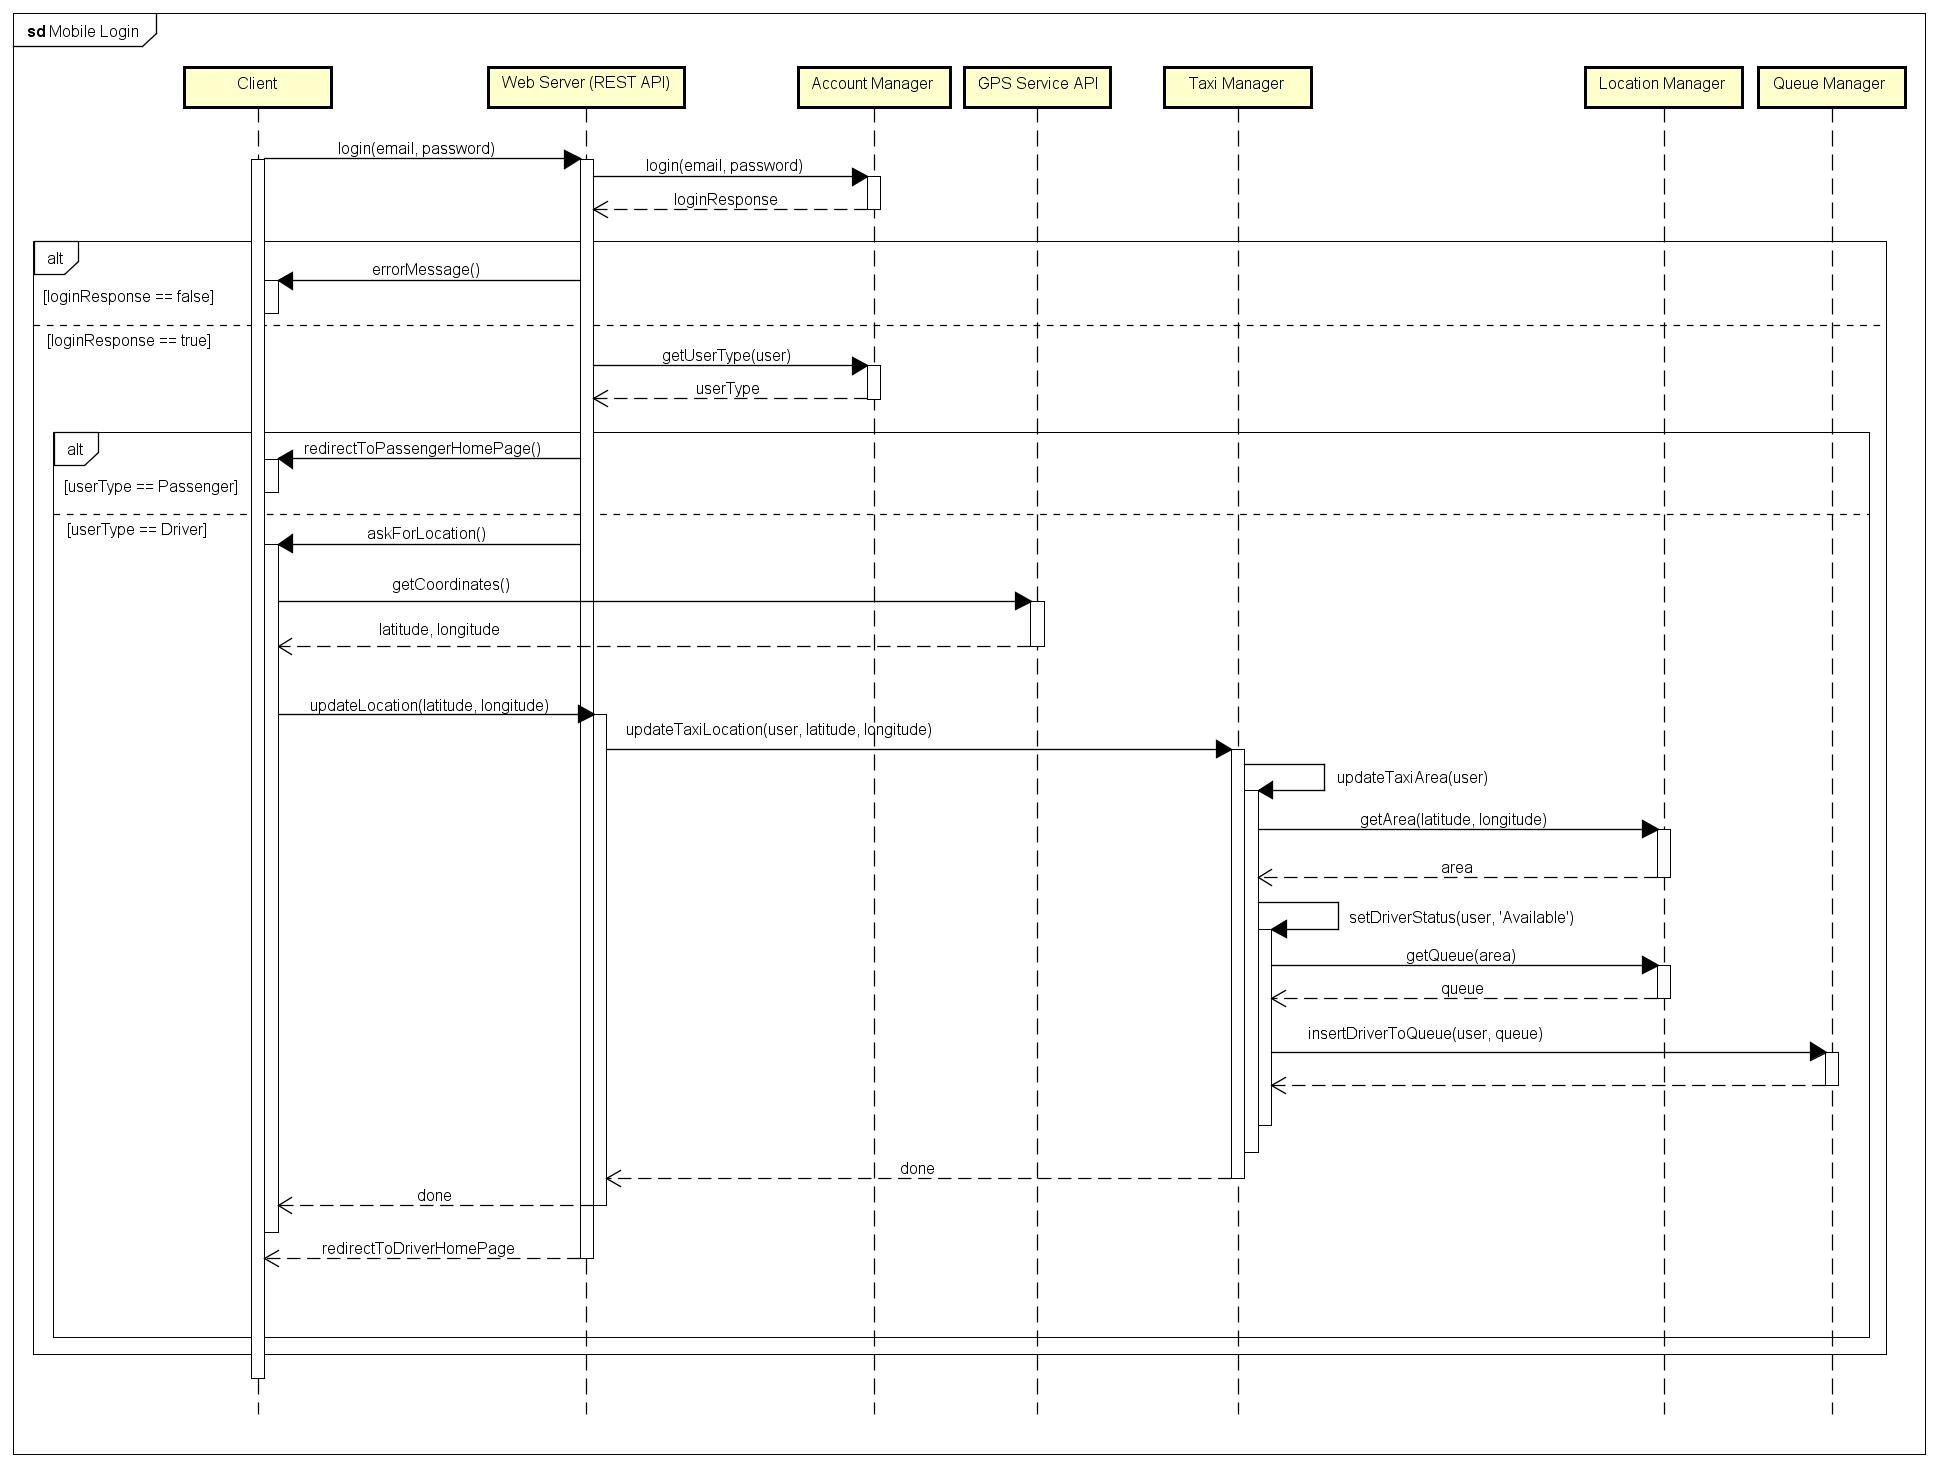 sd Mobile Login
Client
Web Server (REST API)
Account Manager
GPS Service API
Taxi Manager
Location Manager
Queue Manager
login(email, password)
login(email, password)
loginResponse
alt
errorMessage()
[loginResponse == false]
[loginResponse == true]
getUserType(user)
userType
alt
redirectToPassengerHomePage()
[userType == Passenger]
[userType == Driver]
askForLocation()
getCoordinates()
latitude, longitude
updateLocation(latitude, longitude)
updateTaxiLocation(user, latitude, longitude)
updateTaxiArea(user)
getArea(latitude, longitude)
area
setDriverStatus(user, 'Available')
getQueue(area)
queue
insertDriverToQueue(user, queue)
done
done
redirectToDriverHomePage